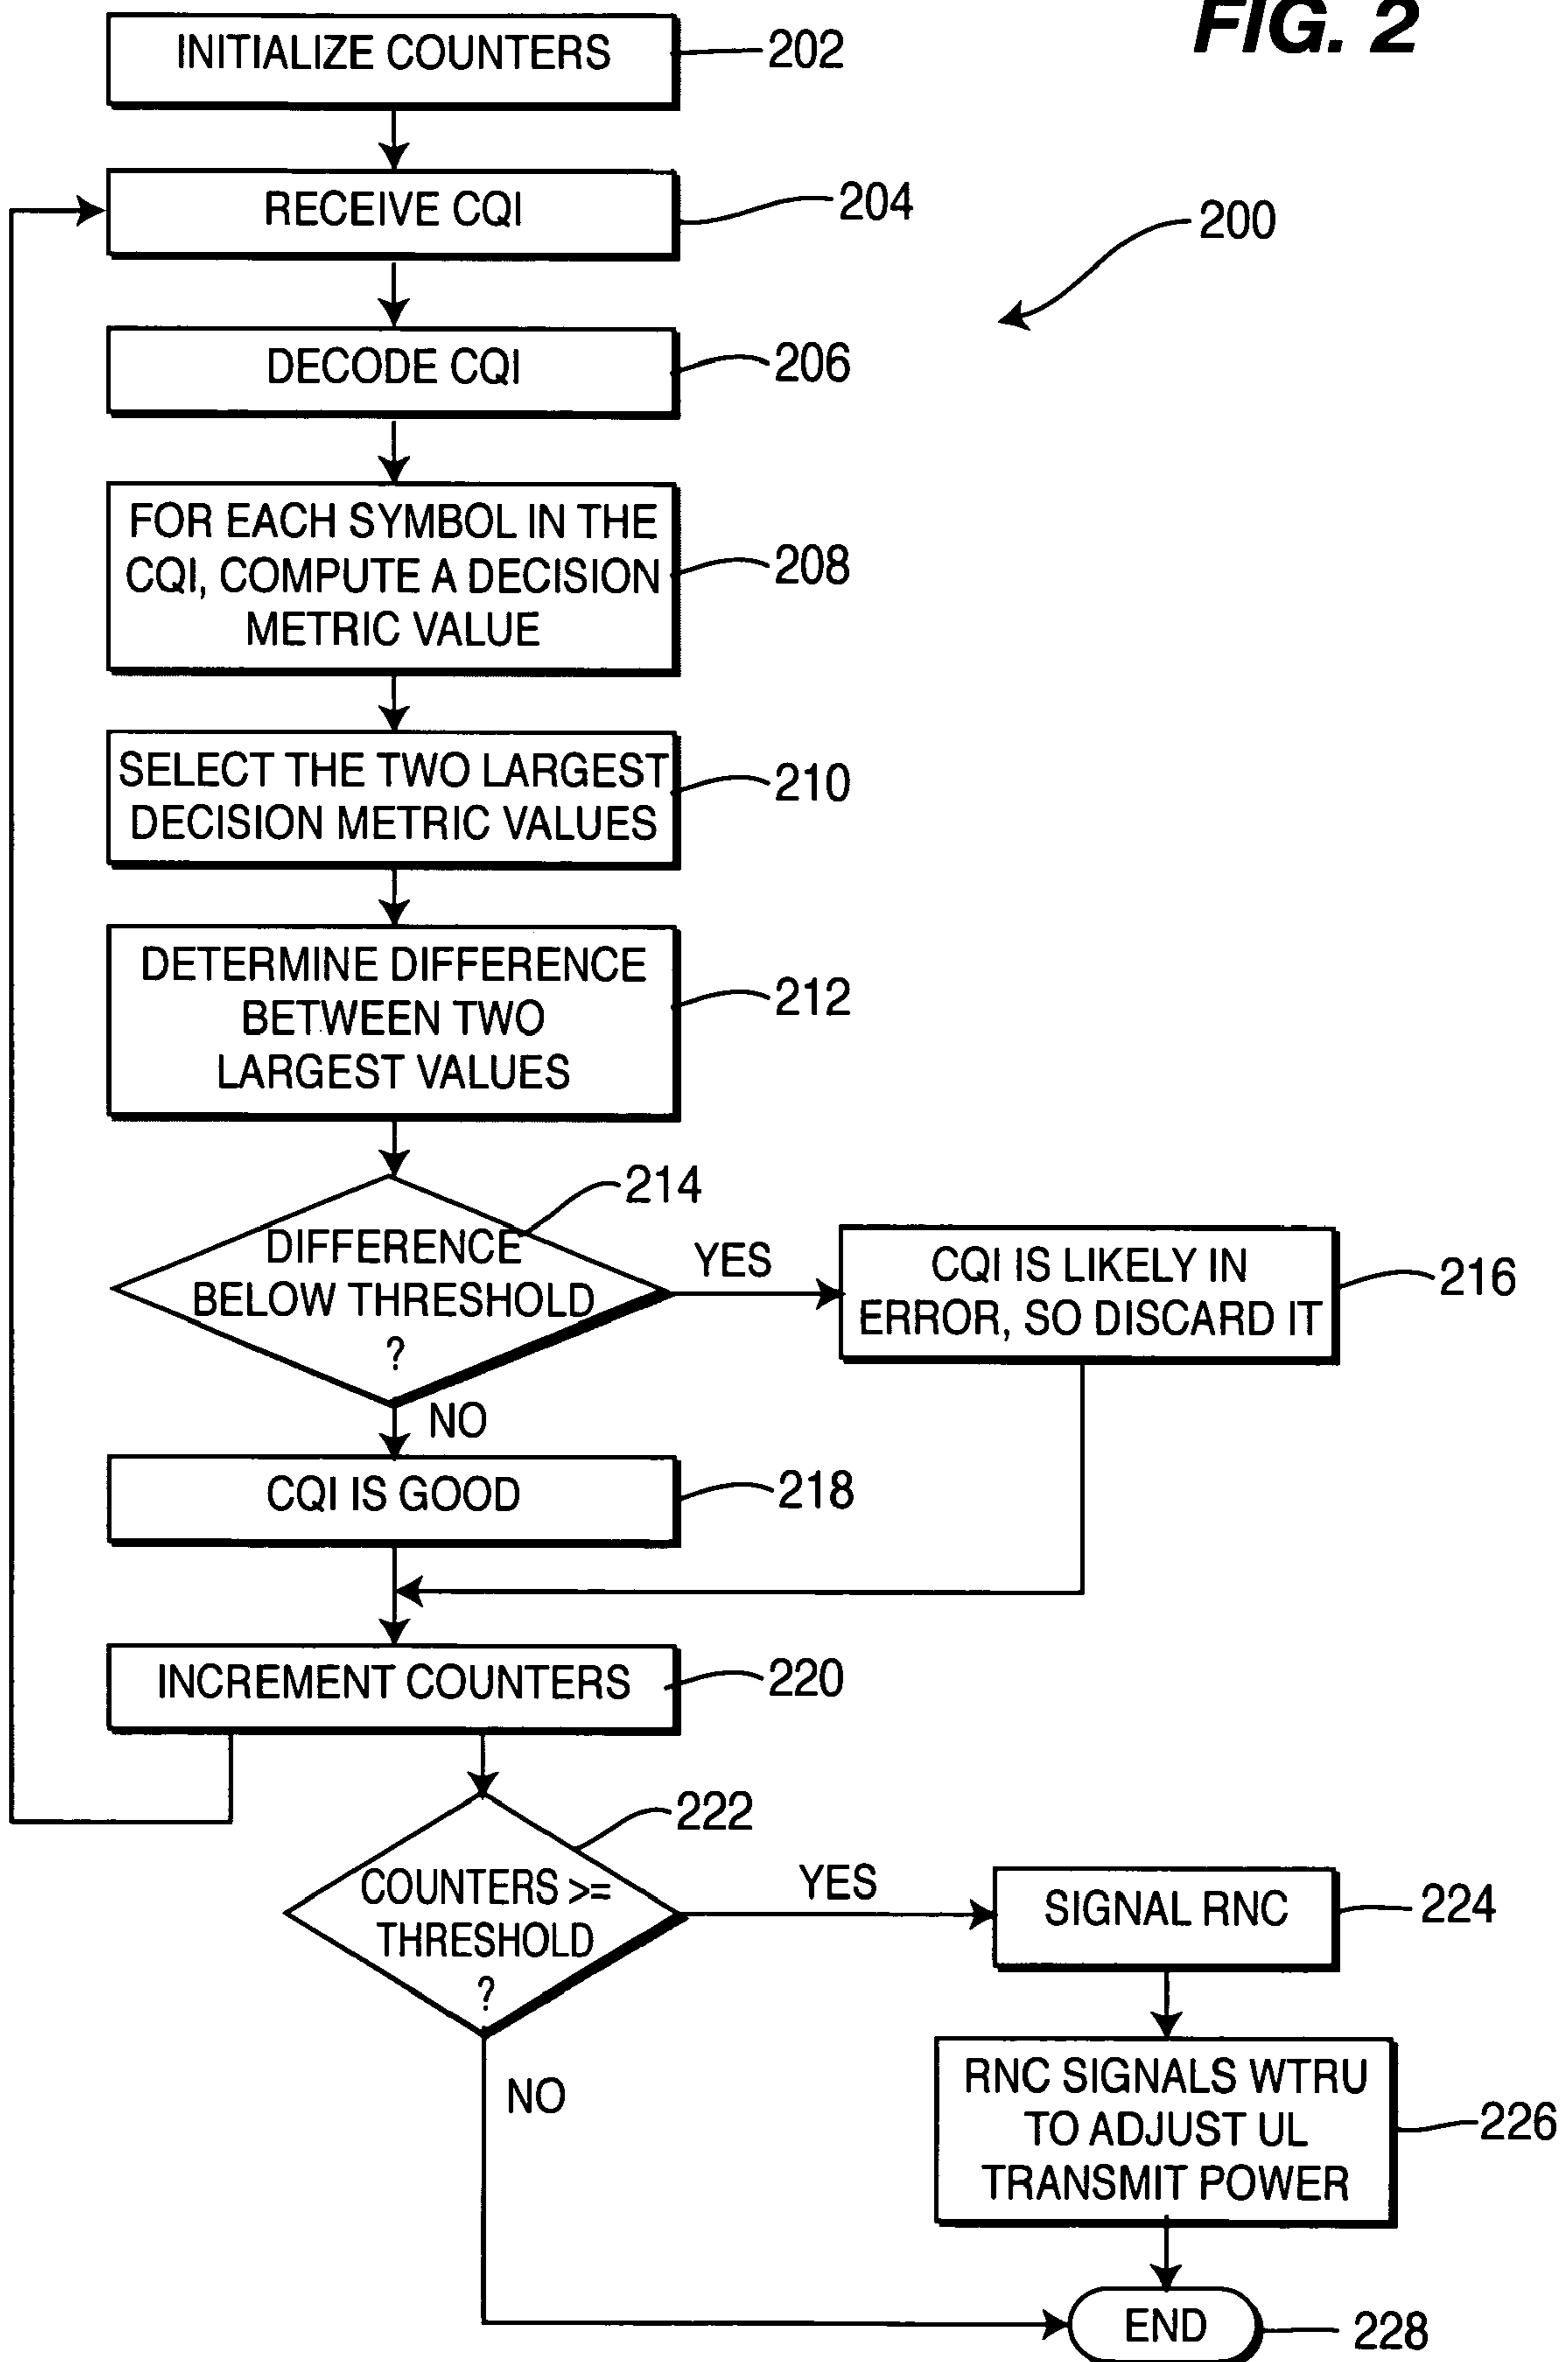 FIG. 2
INITIALIZE COUNTERS
202
RECEIVE CQI
204
200
DECODE CQI
206
FOR EACH SYMBOL IN THE
CQI, COMPUTE A DECISION
METRIC VALUE
208
SELECT THE TWO LARGEST
DECISION METRIC VALUES
210
DETERMINE DIFFERENCE
BETWEEN TWO
LARGEST VALUES
212
214
DIFFERENCE
BELOW THRESHOLD
?
YES
CQI IS LIKELY IN
ERROR, SO DISCARD IT
216
NO
CQI IS GOOD
218
INCREMENT COUNTERS
220
222
COUNTERS >=
THRESHOLD
?
YES
SIGNAL RNC
224
NO
RNC SIGNALS WTRU
TO ADJUST UL
TRANSMIT POWER
226
END
228